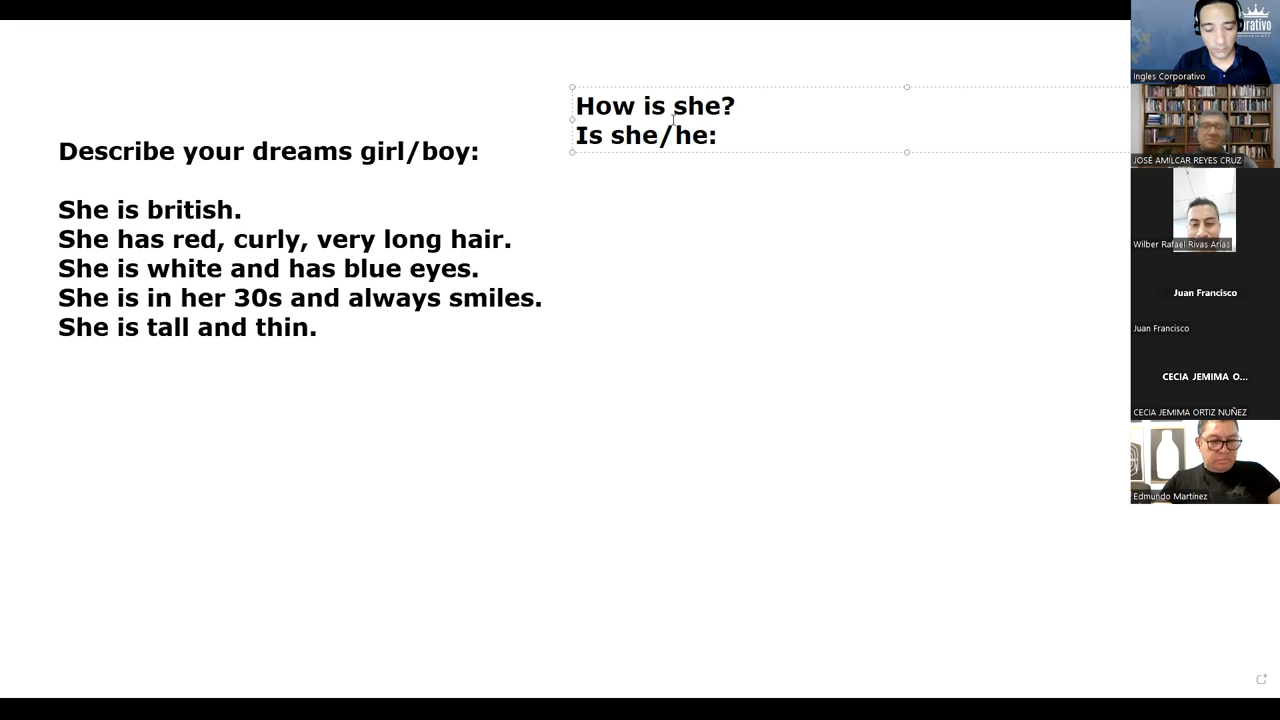 How is she?
Is she/he:
Describe your dreams girl/boy:
She is british.
She has red, curly, very long hair.
She is white and has blue eyes.
She is in her 30s and always smiles.
She is tall and thin.
Ingles Corporativo
JOSÉ AMÍLCAR REYES CRUZ
Wilber Rafael Rivas Arias
Juan Francisco
Juan Francisco
CECIA JEMIMA O...
CECIA JEMIMA ORTIZ NUÑEZ
Edmundo Martínez